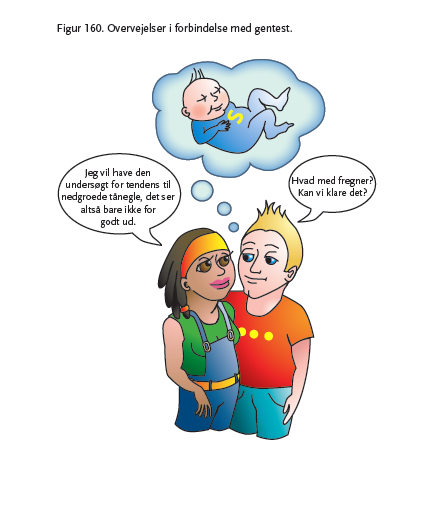 Figur 160. Overvejelser i forbindelse med gentest.
Jeg vil have den
undersøgt for tendens til
nedgroede tånegle, det ser
altså bare ikke for
godt ud.
Hvad med fregner?
Kan vi klare det?
S